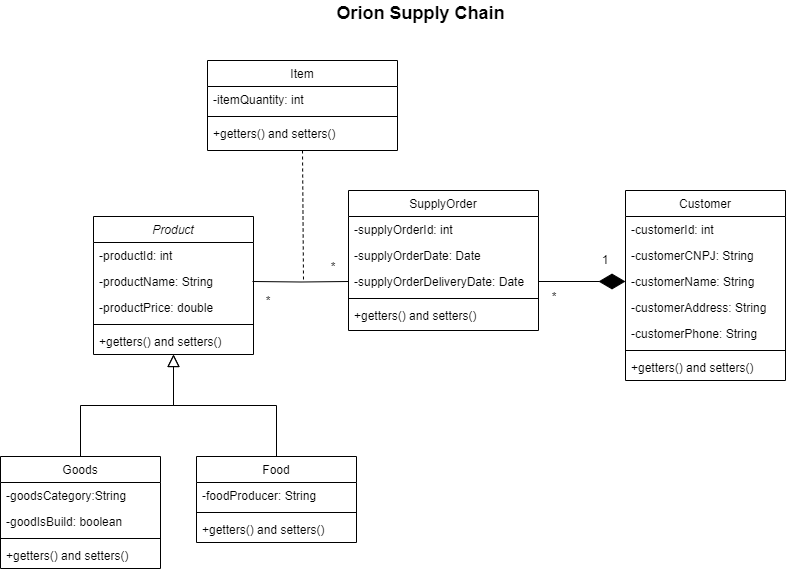 Orion Supply Chain
Item
-itemQuantity: int
+getters() and setters()
Product
-productId: int
-productName: String
-productPrice: double
+getters() and setters()
*
*
SupplyOrder
-supplyOrderId: int
-supplyOrderDate: Date
-supplyOrderDeliveryDate: Date
+getters() and setters()
*
1
Customer
-customerId: int
-customerCNPJ: String
-customerName: String
-customerAddress: String
-customerPhone: String
+getters() and setters()
Goods
-goodsCategory:String
-goodIsBuild: boolean
+getters() and setters()
Food
-foodProducer: String
+getters() and setters()